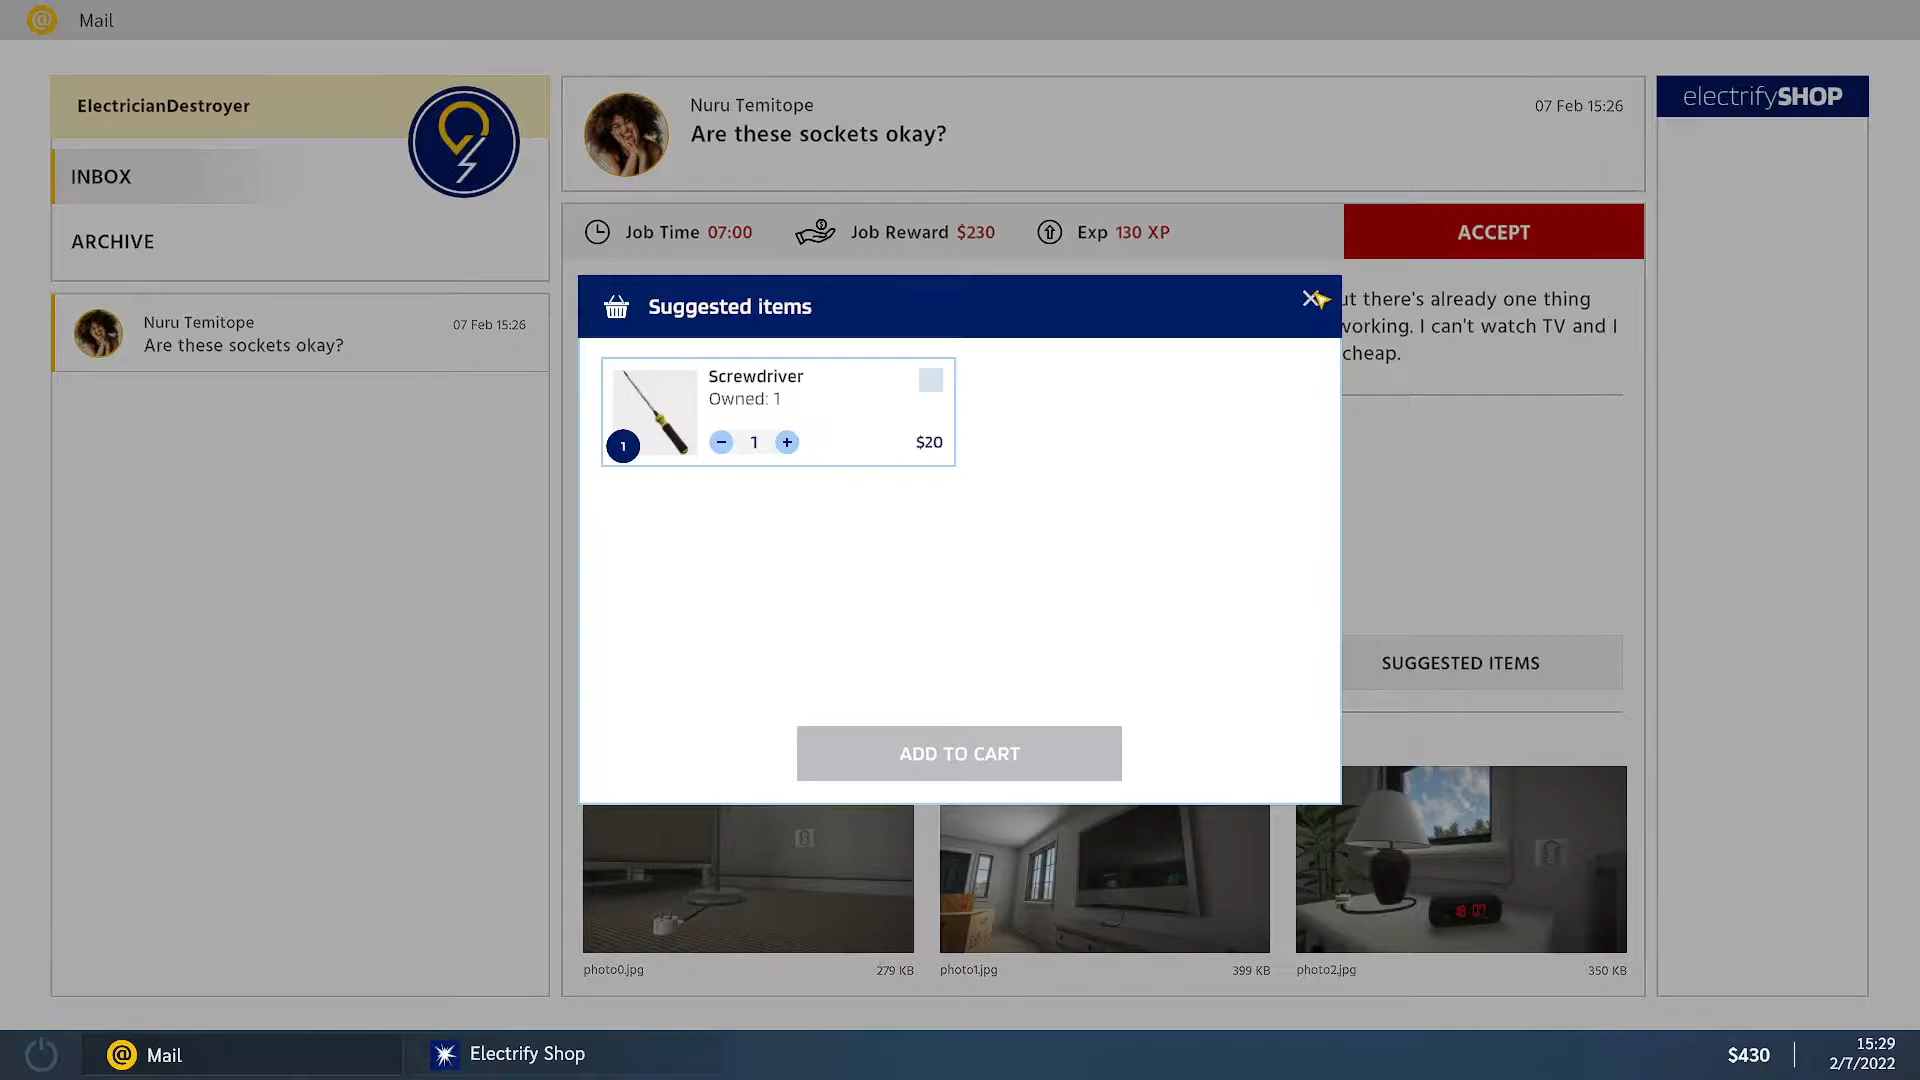 Mail
ElectricianDestroyer
INBOX
ARCHIVE
Nuru Temitope
07 Feb 15:26
Are these sockets okay?
Nuru Temitope
07 Feb 15:26
Are these sockets okay?
Job Time 07:00
Job Reward $230
Exp 130 XP
ACCEPT
electrifySHOP
there's already one thing
working. I can't watch TV and I
cheap.
Suggested items
Screwdriver
Owned: 1
1
1
$20
ADD TO CART
SUGGESTED ITEMS
18:07
photo0.jpg
279 KB
photo1.jpg
399 KB
photo2.jpg
350 KB
Mail
Electrify Shop
$430
15:29
2/7/2022